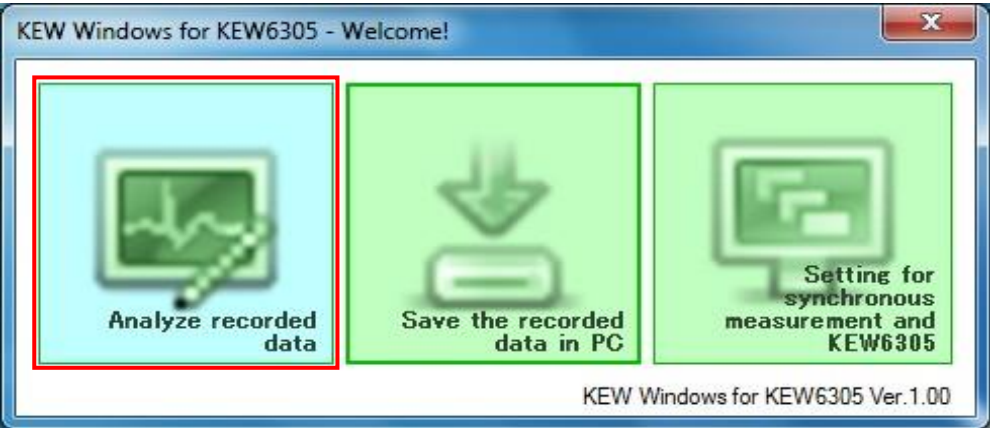 KEW Windows for KEW6305 - Welcome!
Analyze recorded
data
Save the recorded
data in PC
Setting for
synchronous
measurement and
KEW6305
KEW Windows for KEW6305 Ver.1.00